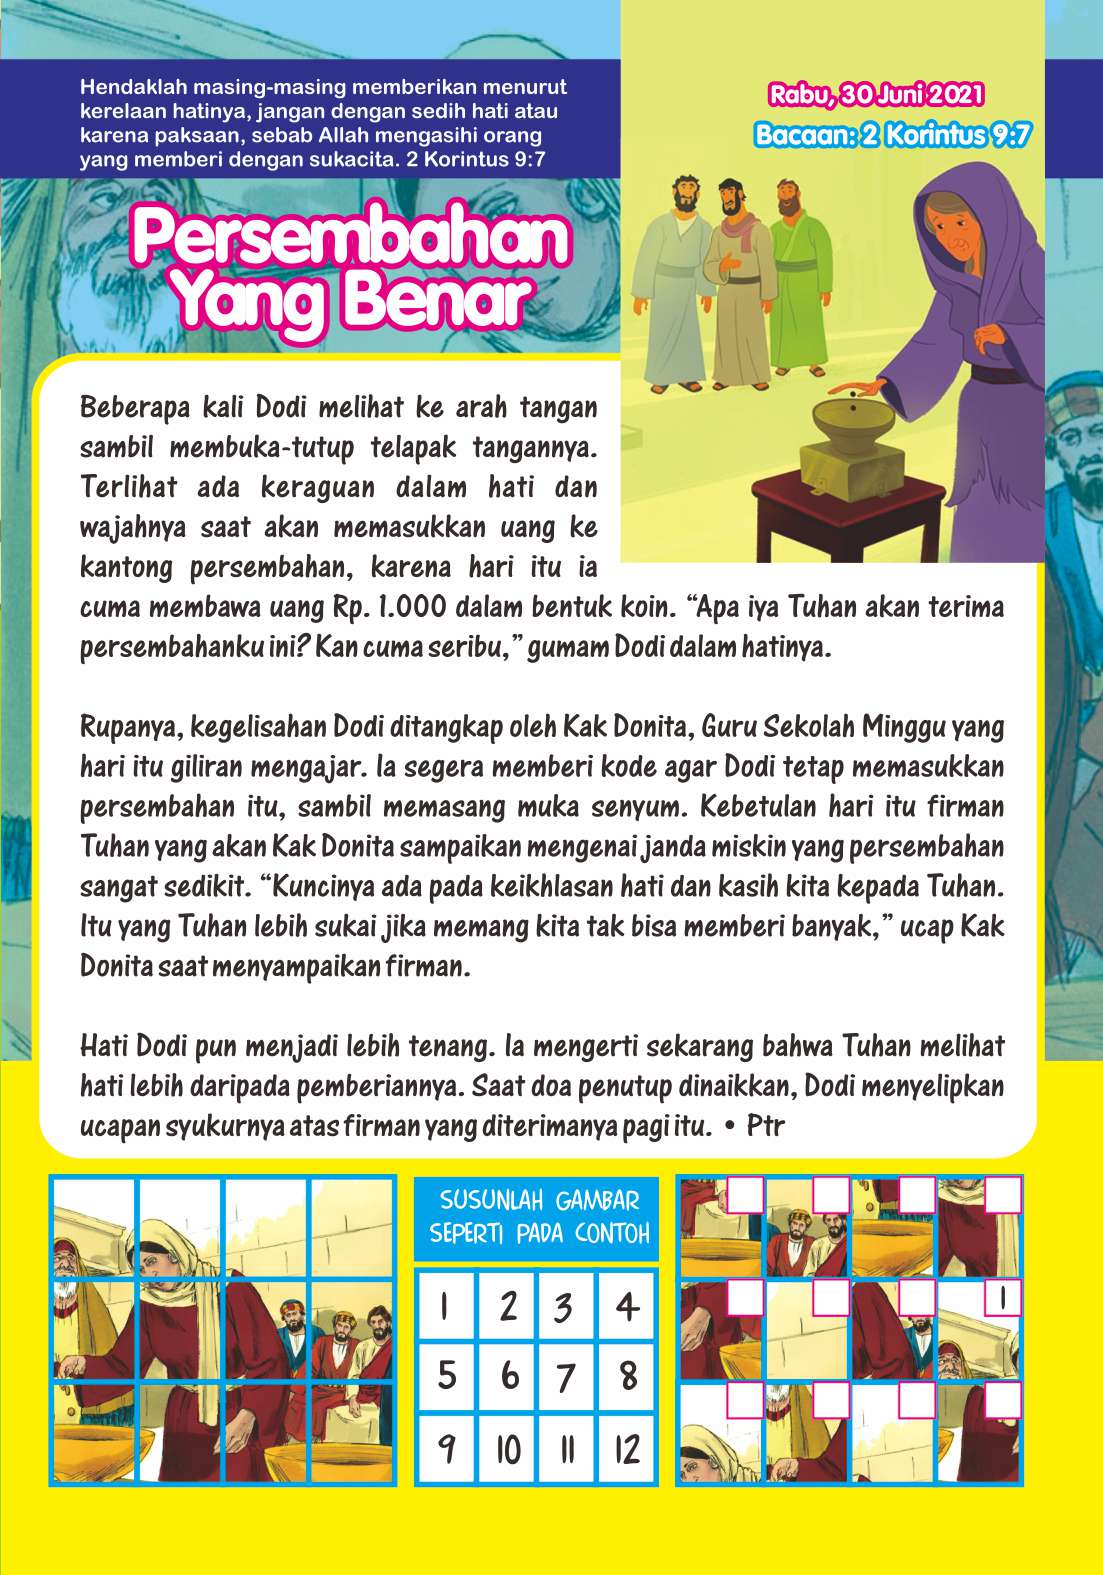 Hendaklah masing-masing memberikan menurut
kerelaan hatinya, jangan dengan sedih hati atau
karena paksaan, sebab Allah mengasihi orang
yang memberi dengan sukacita. 2 Korintus 9:7
Rabu, 30 Juni 2021
Bacaan: 2 Korintus 9:7
Persembahan
Yang Benar
Beberapa kali Dodi melihat ke arah tangan
sambil membuka-tutup telapak tangannya.
Terlihat ada keraguan dalam hati dan
wajahnya saat akan memasukkan uang ke
kantong persembahan, karena hari itu ia
cuma membawa uang Rp. 1.000 dalam bentuk koin. “Apa iya Tuhan akan terima
persembahanku ini? Kan cuma seribu,” gumam Dodi dalam hatinya.
Rupanya, kegelisahan Dodi ditangkap oleh Kak Donita, Guru Sekolah Minggu yang
hari itu giliran mengajar. Ia segera memberi kode agar Dodi tetap memasukkan
persembahan itu, sambil memasang muka senyum. Kebetulan hari itu firman
Tuhan yang akan Kak Donita sampaikan mengenai janda miskin yang persembahan
sangat sedikit. “Kuncinya ada pada keikhlasan hati dan kasih kita kepada Tuhan.
Itu yang Tuhan lebih sukai jika memang kita tak bisa memberi banyak,” ucap Kak
Donita saat menyampaikan firman.
Hati Dodi pun menjadi lebih tenang. Ia mengerti sekarang bahwa Tuhan melihat
hati lebih daripada pemberiannya. Saat doa penutup dinaikkan, Dodi menyelipkan
ucapan syukurnya atas firman yang diterimanya pagi itu. • Ptr
SUSUNLAH GAMBAR
SEPERTI PADA CONTOH
1 2 3 4
5 6 7 8
9 10 11 12
1